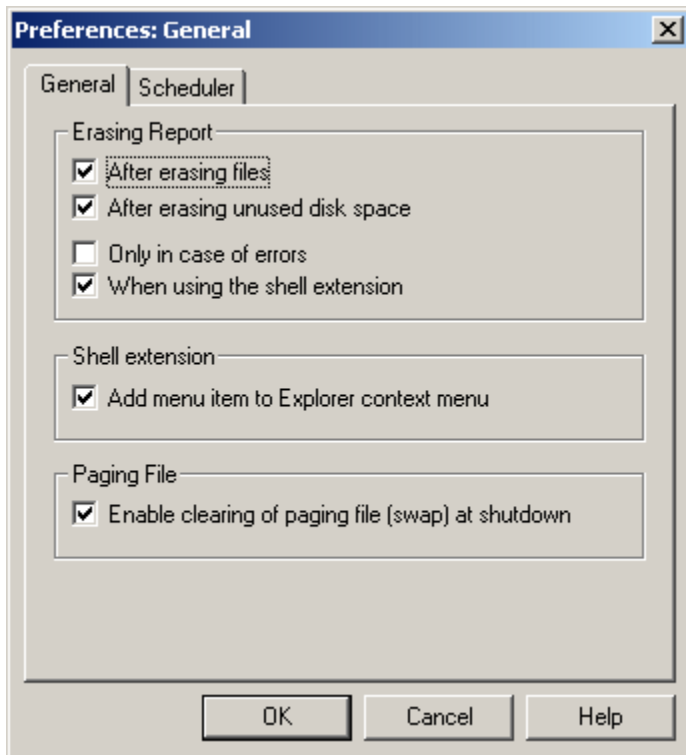 Preferences: General
General
Scheduler
Erasing Report
After erasing files
After erasing unused disk space
Only in case of errors
When using the shell extension
Shell extension
Add menu item to Explorer context menu
Paging File
Enable clearing of paging file (swap) at shutdown
OK
Cancel
Help